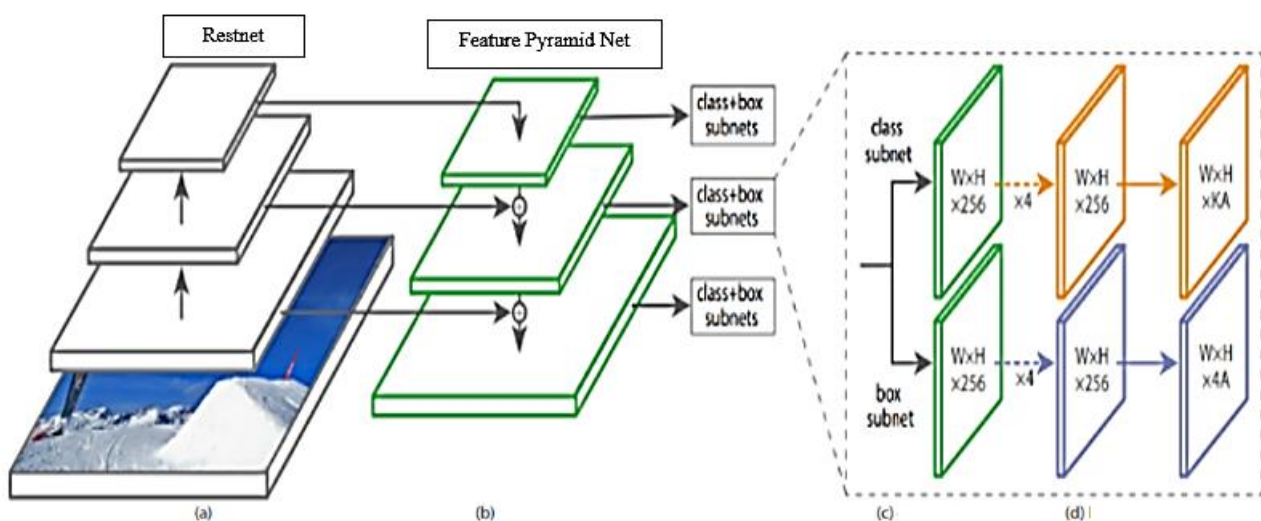 Restnet
Feature Pyramid Net
class+box
subnets
class+box
subnets
class+box
subnets
class
subnet
W×H
×256
×4
W×H
×256
W×H
×KA
box
subnet
W×H
×256
×4
W×H
×256
W×H
×4A
(a)
(b)
(c)
(d) l